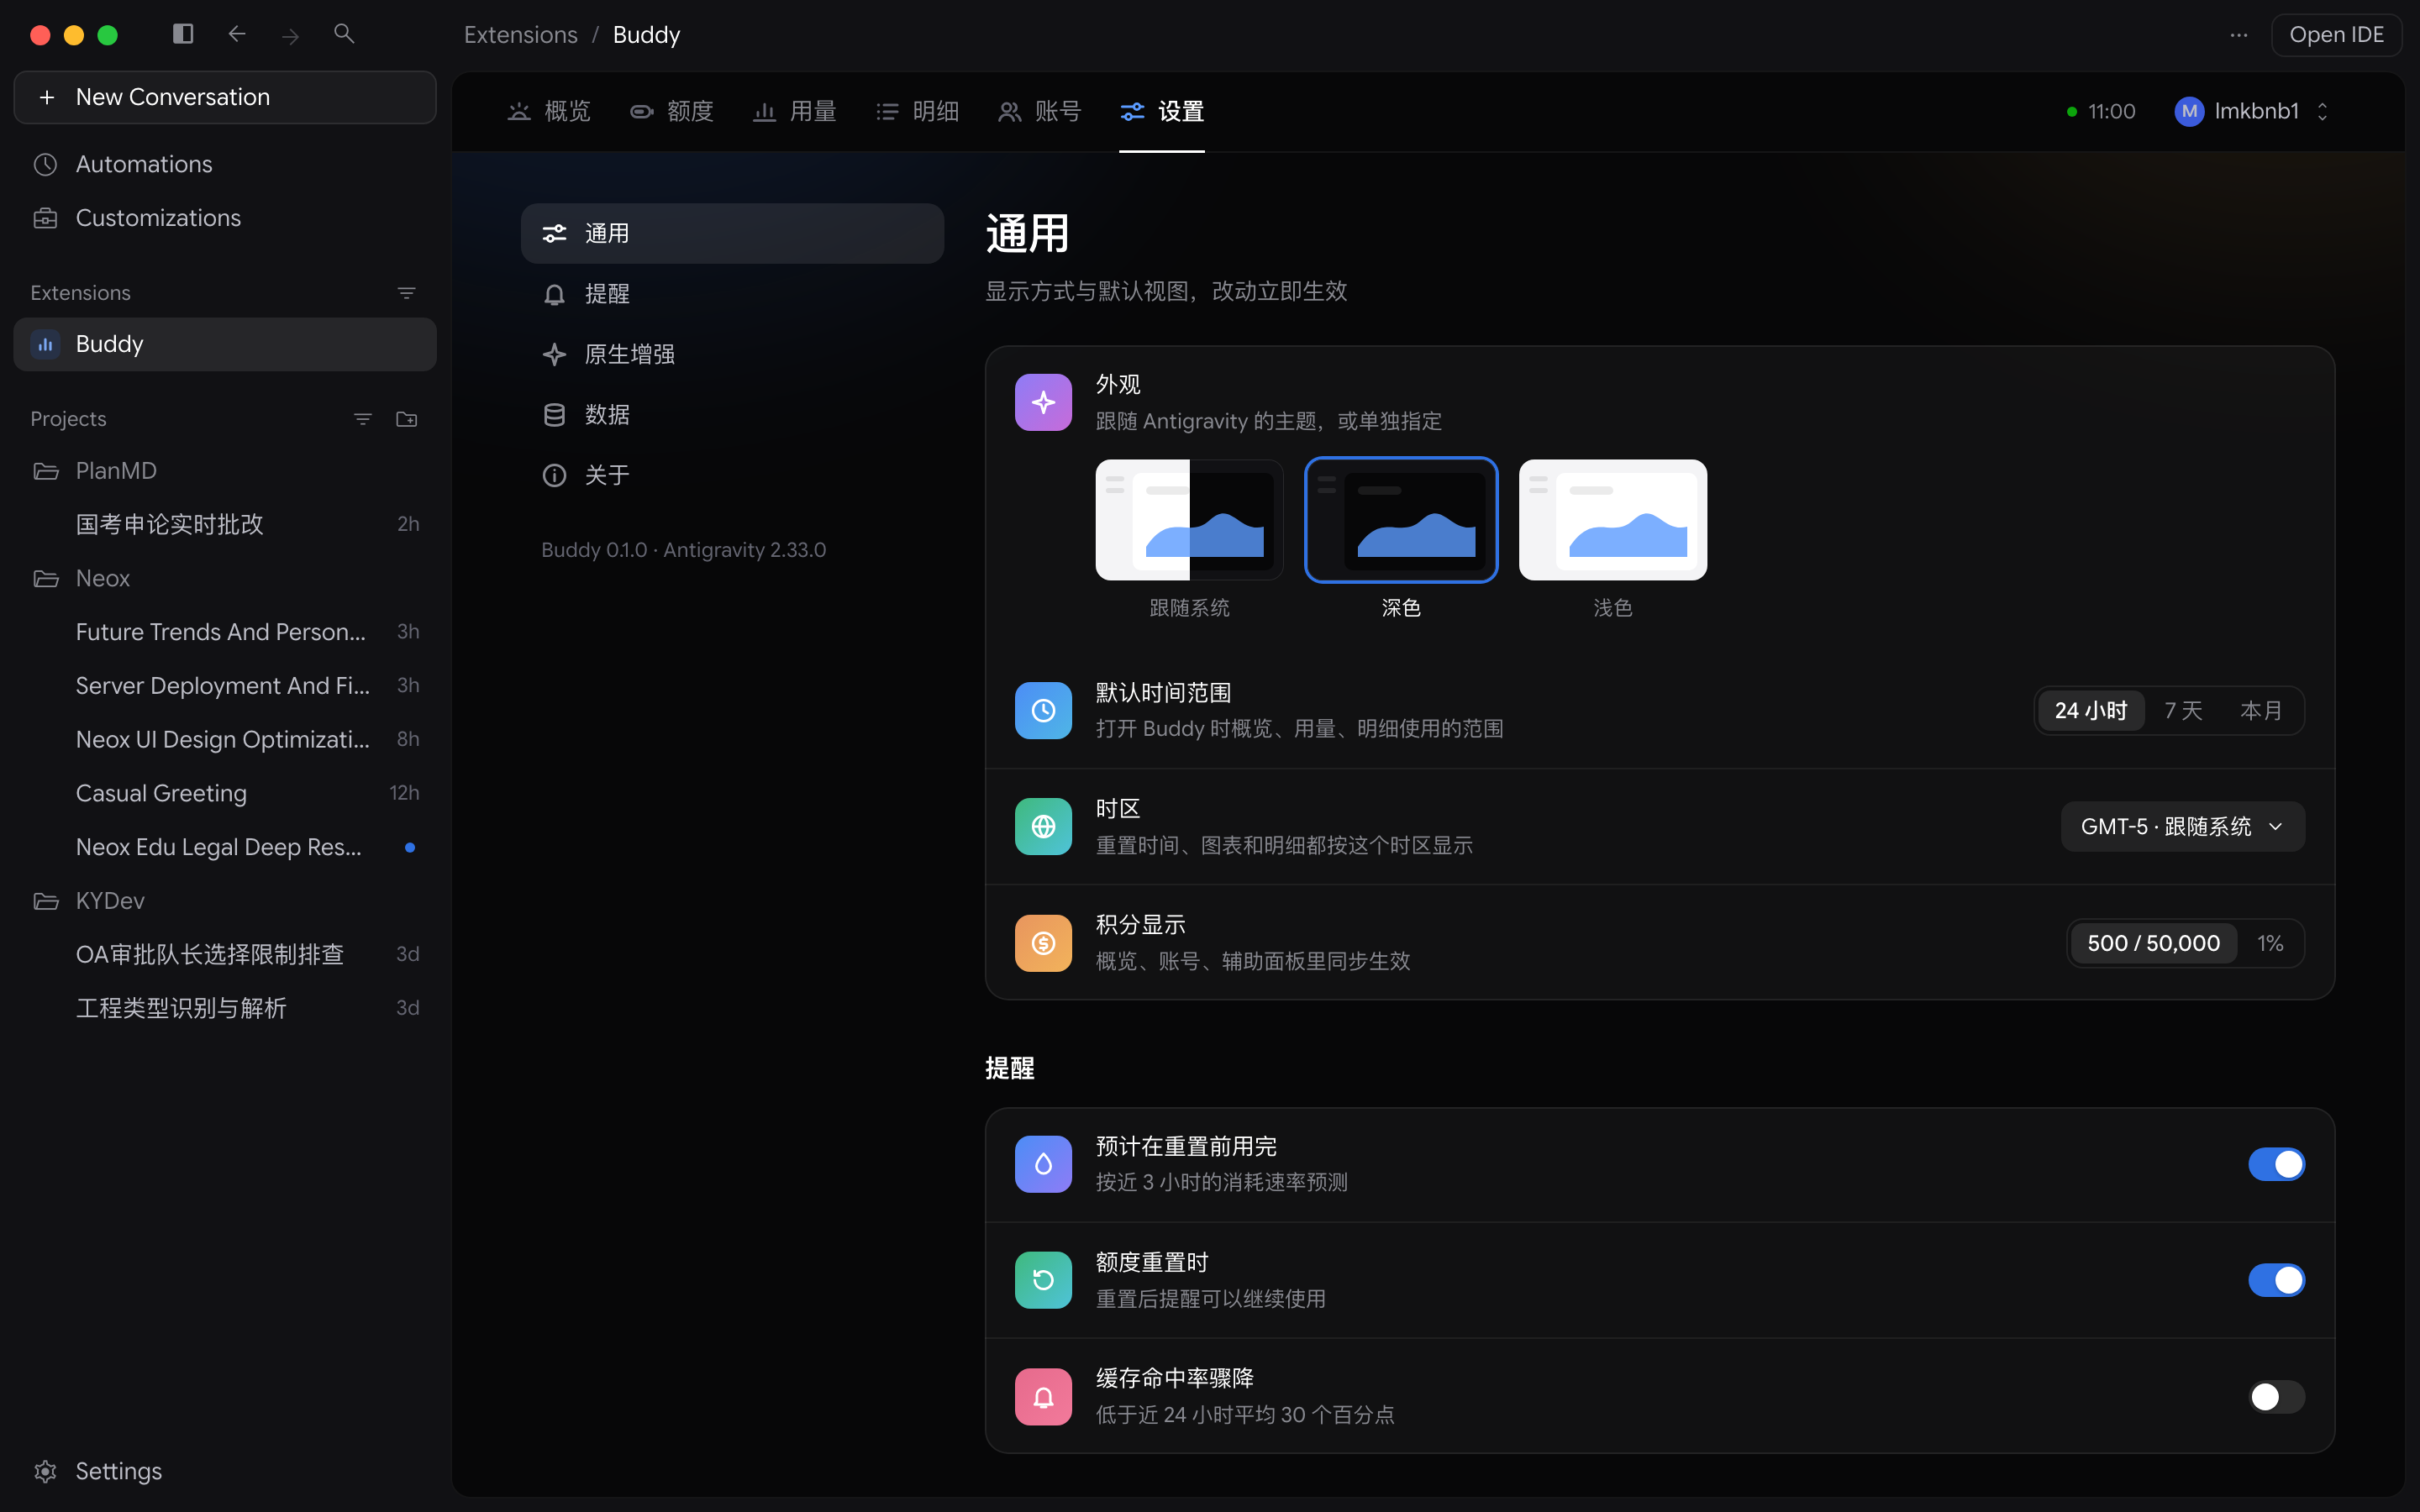 Extensions / Buddy
Open IDE
New Conversation
Automations
Customizations
Extensions
Buddy
Projects
PlanMD
国考申论实时批改 2h
Neox
Future Trends And Person... 3h
Server Deployment And Fi... 3h
Neox UI Design Optimizati... 8h
Casual Greeting 12h
Neox Edu Legal Deep Res...
KYDev
OA审批队长选择限制排查 3d
工程类型识别与解析 3d
Settings
概览 额度 用量 明细 账号 设置
11:00 M lmkbnb1
通用
提醒
原生增强
数据
关于
Buddy 0.1.0 · Antigravity 2.33.0
通用
显示方式与默认视图，改动立即生效
外观
跟随 Antigravity 的主题，或单独指定
跟随系统 深色 浅色
默认时间范围
打开 Buddy 时概览、用量、明细使用的范围
24 小时 7 天 本月
时区
重置时间、图表和明细都按这个时区显示
GMT-5 · 跟随系统
积分显示
概览、账号、辅助面板里同步生效
500 / 50,000 1%
提醒
预计在重置前用完
按近 3 小时的消耗速率预测
额度重置时
重置后提醒可以继续使用
缓存命中率骤降
低于近 24 小时平均 30 个百分点